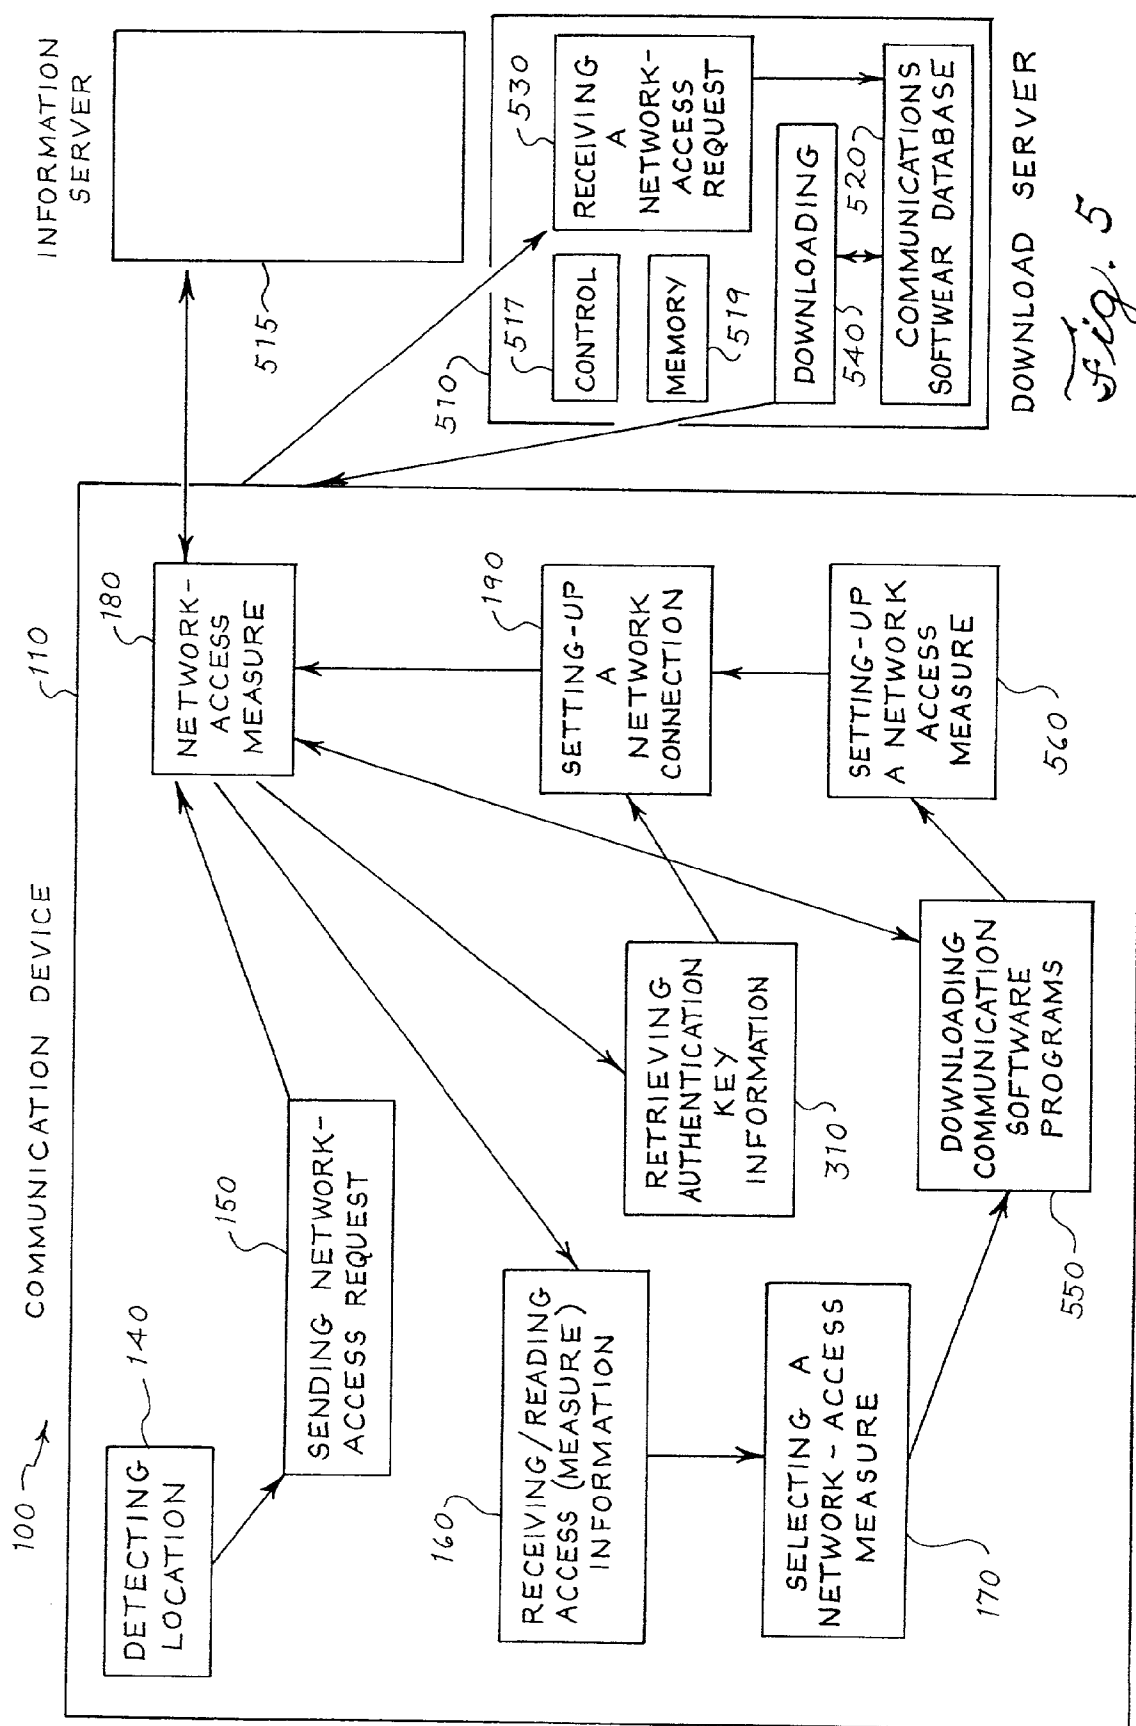 100
COMMUNICATION DEVICE
110
INFORMATION
SERVER
515
DETECTING
LOCATION
140
150
SENDING NETWORK-
ACCESS REQUEST
180
NETWORK-
ACCESS
MEASURE
160
RECEIVING/READING
ACCESS (MEASURE)
INFORMATION
RETRIEVING
AUTHENTICATION
KEY
INFORMATION
310
190
SETTING-UP
A
NETWORK
CONNECTION
SELECTING A
NETWORK-ACCESS
MEASURE
170
DOWNLOADING
COMMUNICATION
SOFTWARE
PROGRAMS
550
SETTING-UP
A NETWORK
ACCESS
MEASURE
560
510
517
CONTROL
MEMORY
519
530
RECEIVING
A
NETWORK-
ACCESS
REQUEST
DOWNLOADING
540
520
COMMUNICATIONS
SOFTWEAR DATABASE
DOWNLOAD SERVER
Fig. 5